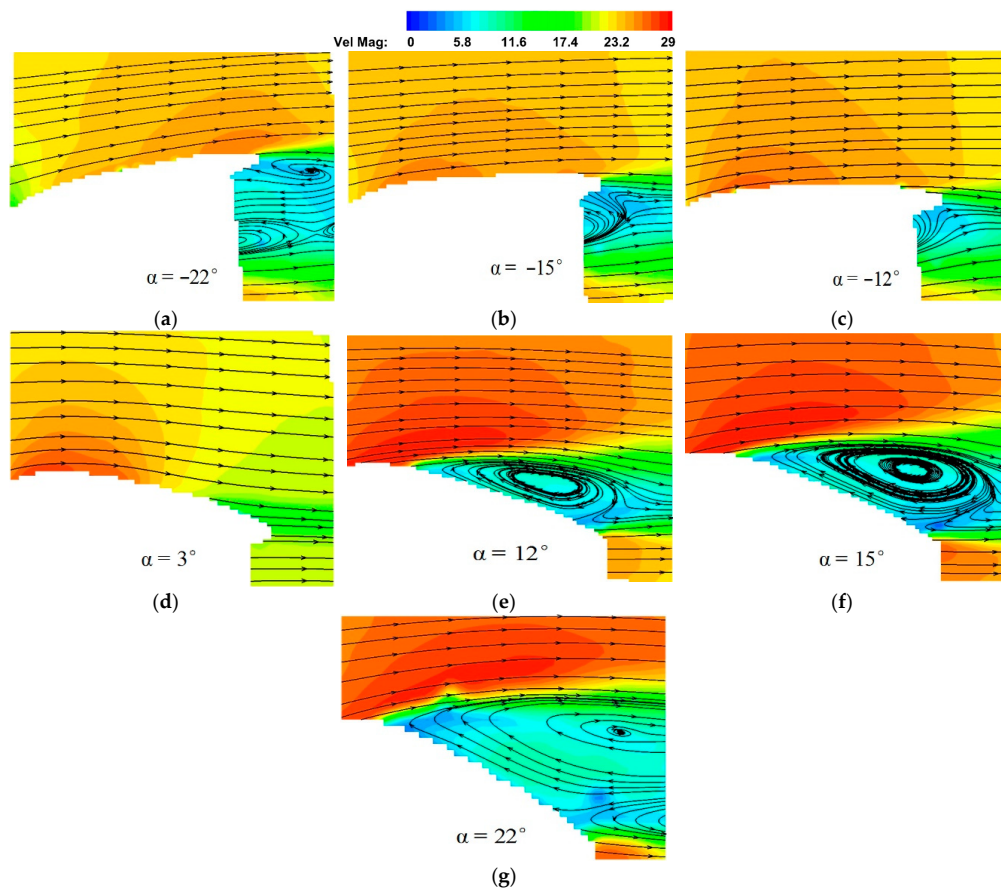 Vel Mag: 0 5.8 11.6 17.4 23.2 29
α = −22°
α = −15°
α = −12°
(a)
(b)
(c)
α = 3°
α = 12°
α = 15°
(d)
(e)
(f)
α = 22°
(g)